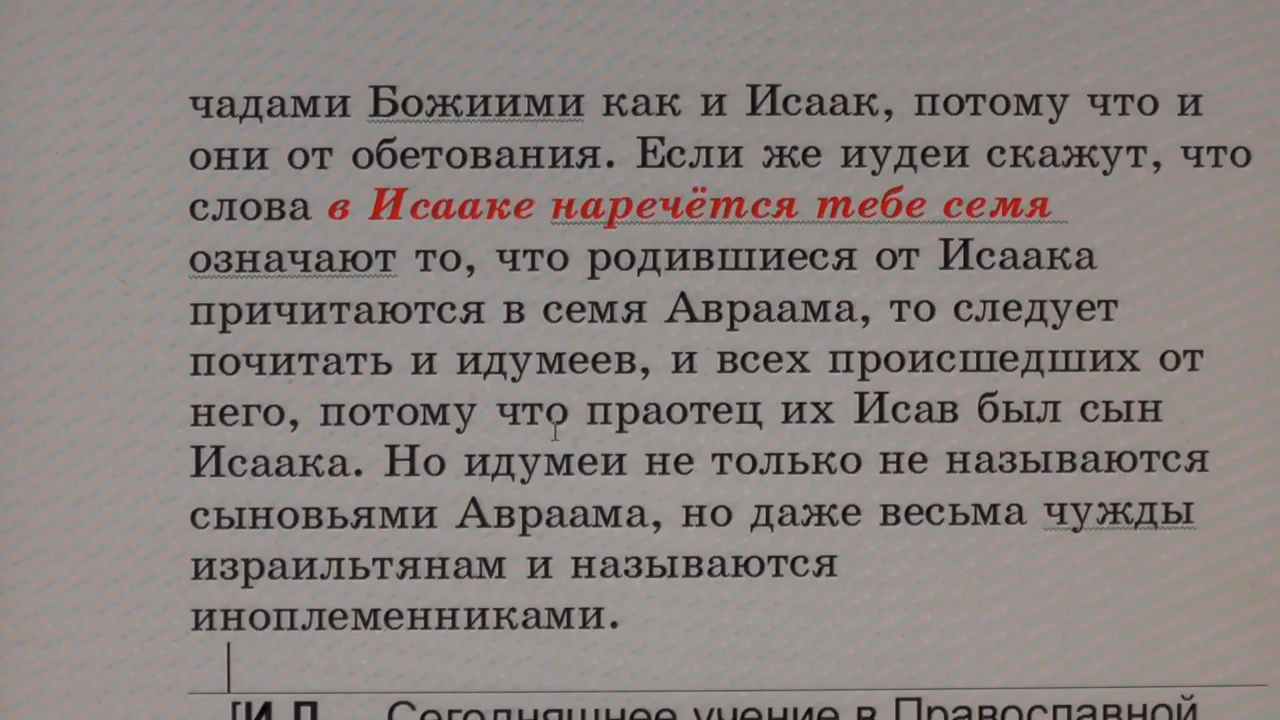 чадами Божиими как и Исаак, потому что и
они от обетования. Если же иудеи скажут, что
слова в Исааке наречётся тебе семя
означают то, что родившиеся от Исаака
причитаются в семя Авраама, то следует
почитать и идумеев, и всех происшедших от
него, потому что праотец их Исав был сын
Исаака. Но идумеи не только не называются
сыновьями Авраама, но даже весьма чужды
израильтянам и называются
иноплеменниками.
Сегодняшнее учение в Православной